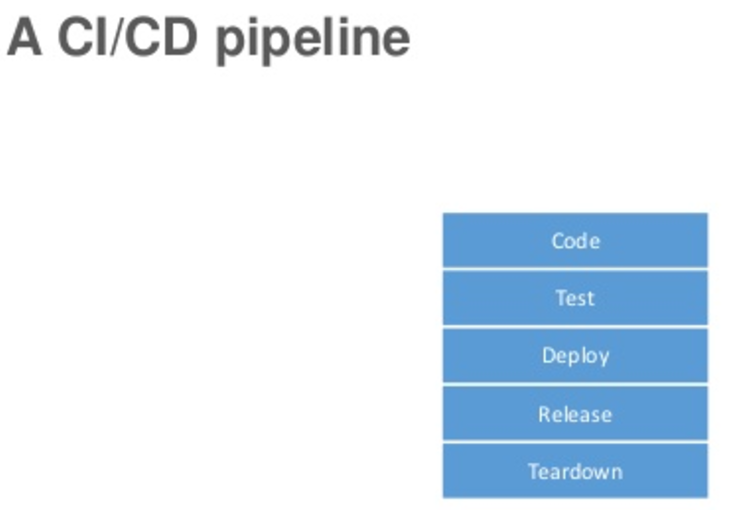 A CI/CD pipeline
Code
Test
Deploy
Release
Teardown